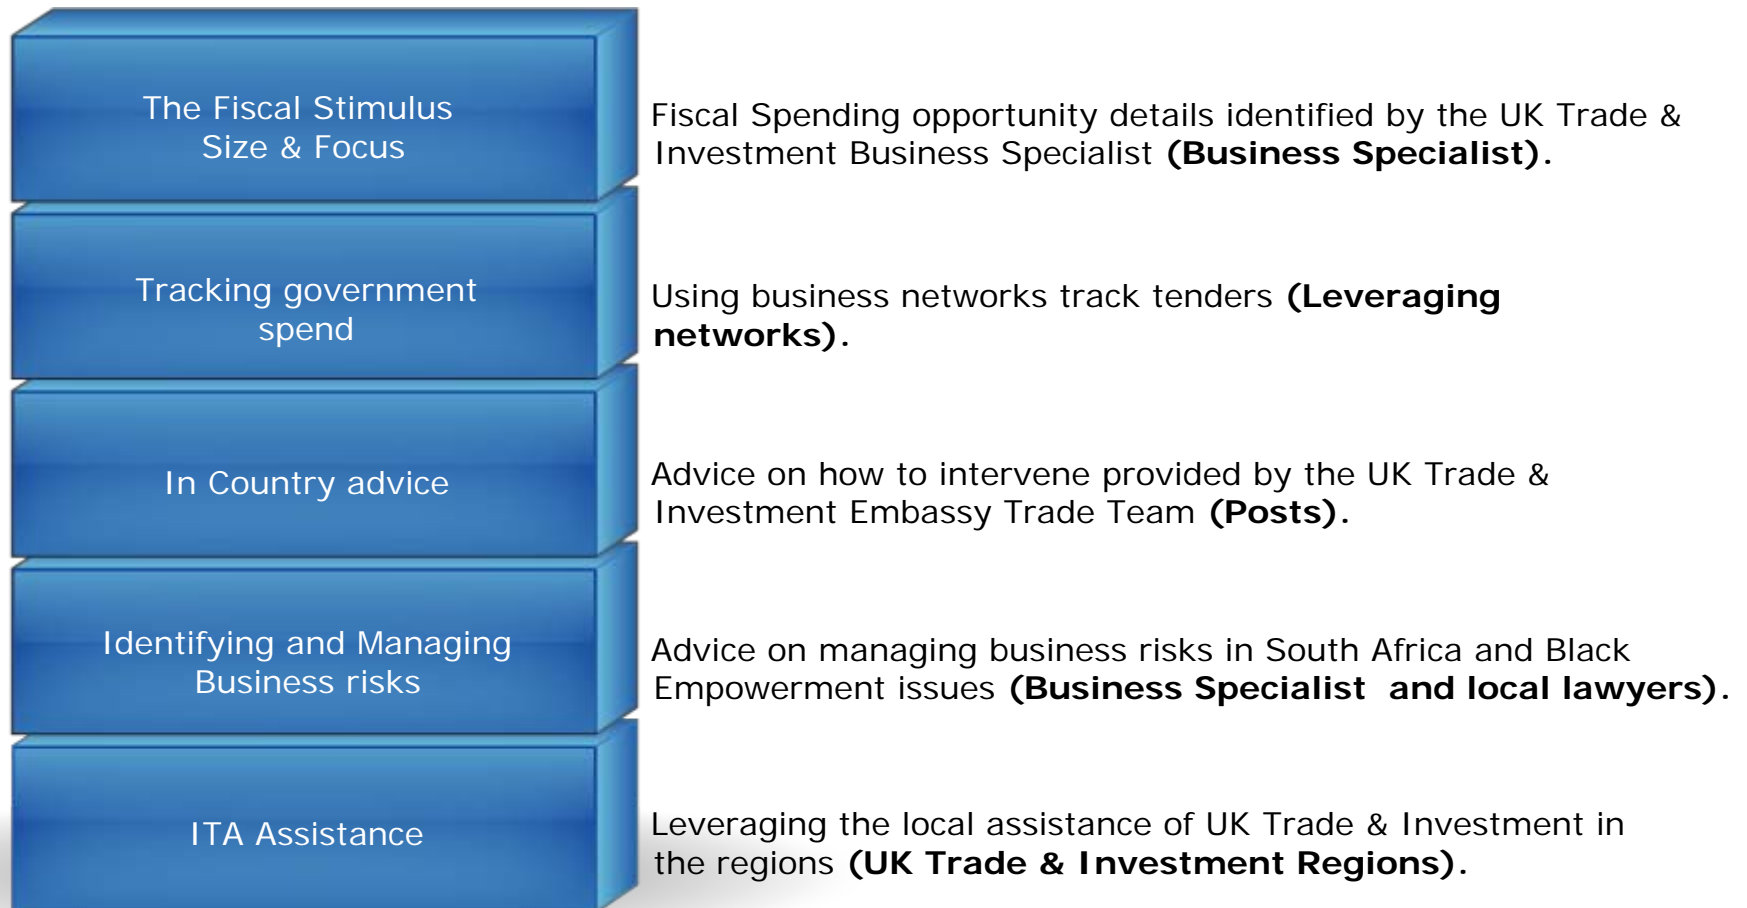 The Fiscal Stimulus
Size & Focus
Fiscal Spending opportunity details identified by the UK Trade &
Investment Business Specialist (Business Specialist).
Tracking government
spend
Using business networks track tenders (Leveraging
networks).
In Country advice
Advice on how to intervene provided by the UK Trade &
Investment Embassy Trade Team (Posts).
Identifying and Managing
Business risks
Advice on managing business risks in South Africa and Black
Empowerment issues (Business Specialist  and local lawyers).
ITA Assistance
Leveraging the local assistance of UK Trade & Investment in
the regions (UK Trade & Investment Regions).